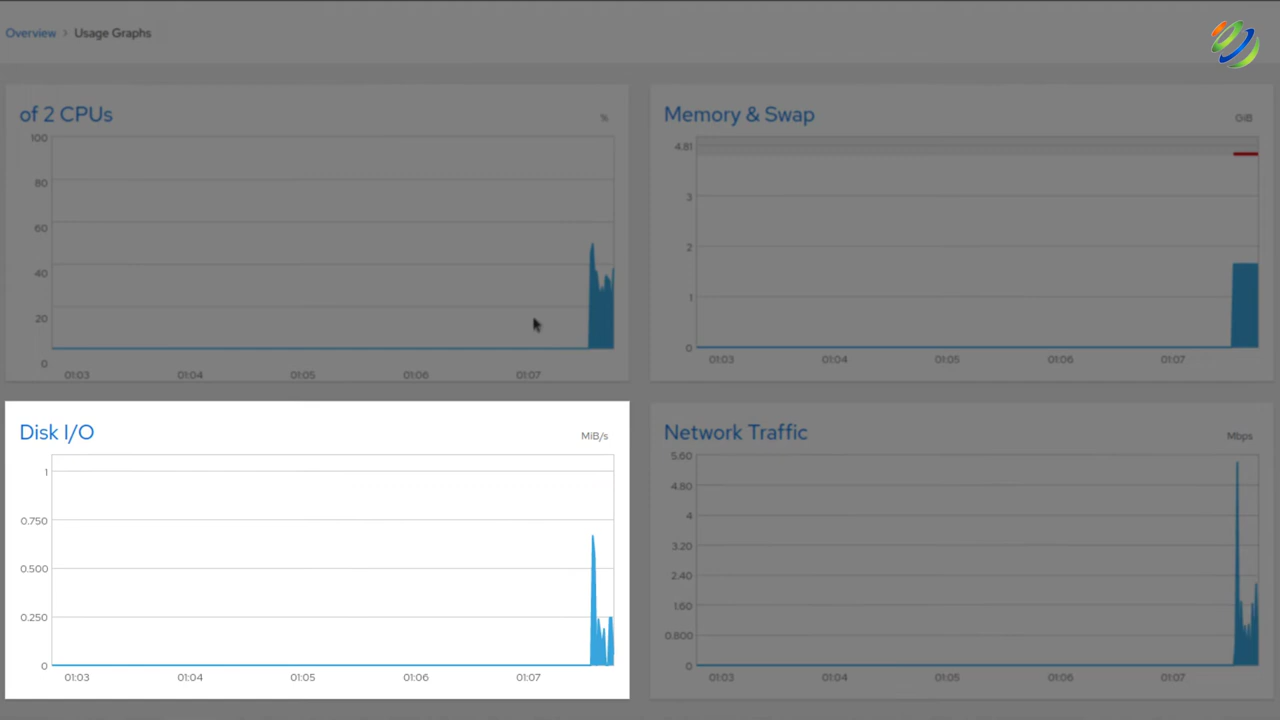 Overview > Usage Graphs
of 2 CPUs
%
100
80
60
40
20
0
01:03 01:04 01:05 01:06 01:07
Memory & Swap
GiB
4.81
3
2
1
0
01:03 01:04 01:05 01:06 01:07
Disk I/O
MiB/s
1
0.750
0.500
0.250
0
01:03 01:04 01:05 01:06 01:07
Network Traffic
Mbps
5.60
4.80
4
3.20
2.40
1.60
0.800
0
01:03 01:04 01:05 01:06 01:07